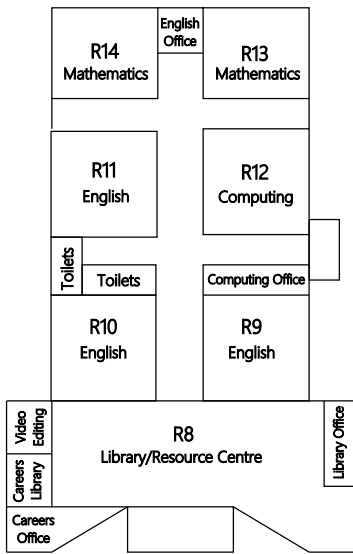 English
Office
R14
Mathematics
R13
Mathematics
R11
English
R12
Computing
Toilets
Toilets
Computing Office
R10
English
R9
English
Video
Editing
R8
Library/Resource Centre
Library Office
Careers
Library
Careers
Office